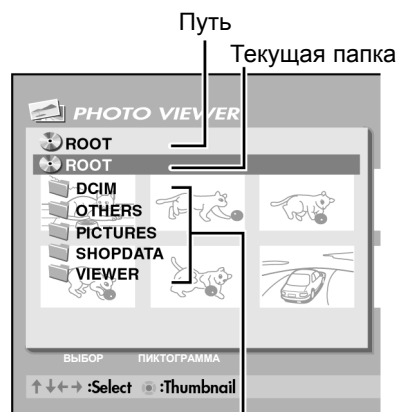 Путь
Текущая папка
PHOTO VIEWER
ROOT
ROOT
DCIM
OTHERS
PICTURES
SHOPDATA
VIEWER
ВЫБОР ПИКТОГРАММА
↑↓←→ :Select :Thumbnail